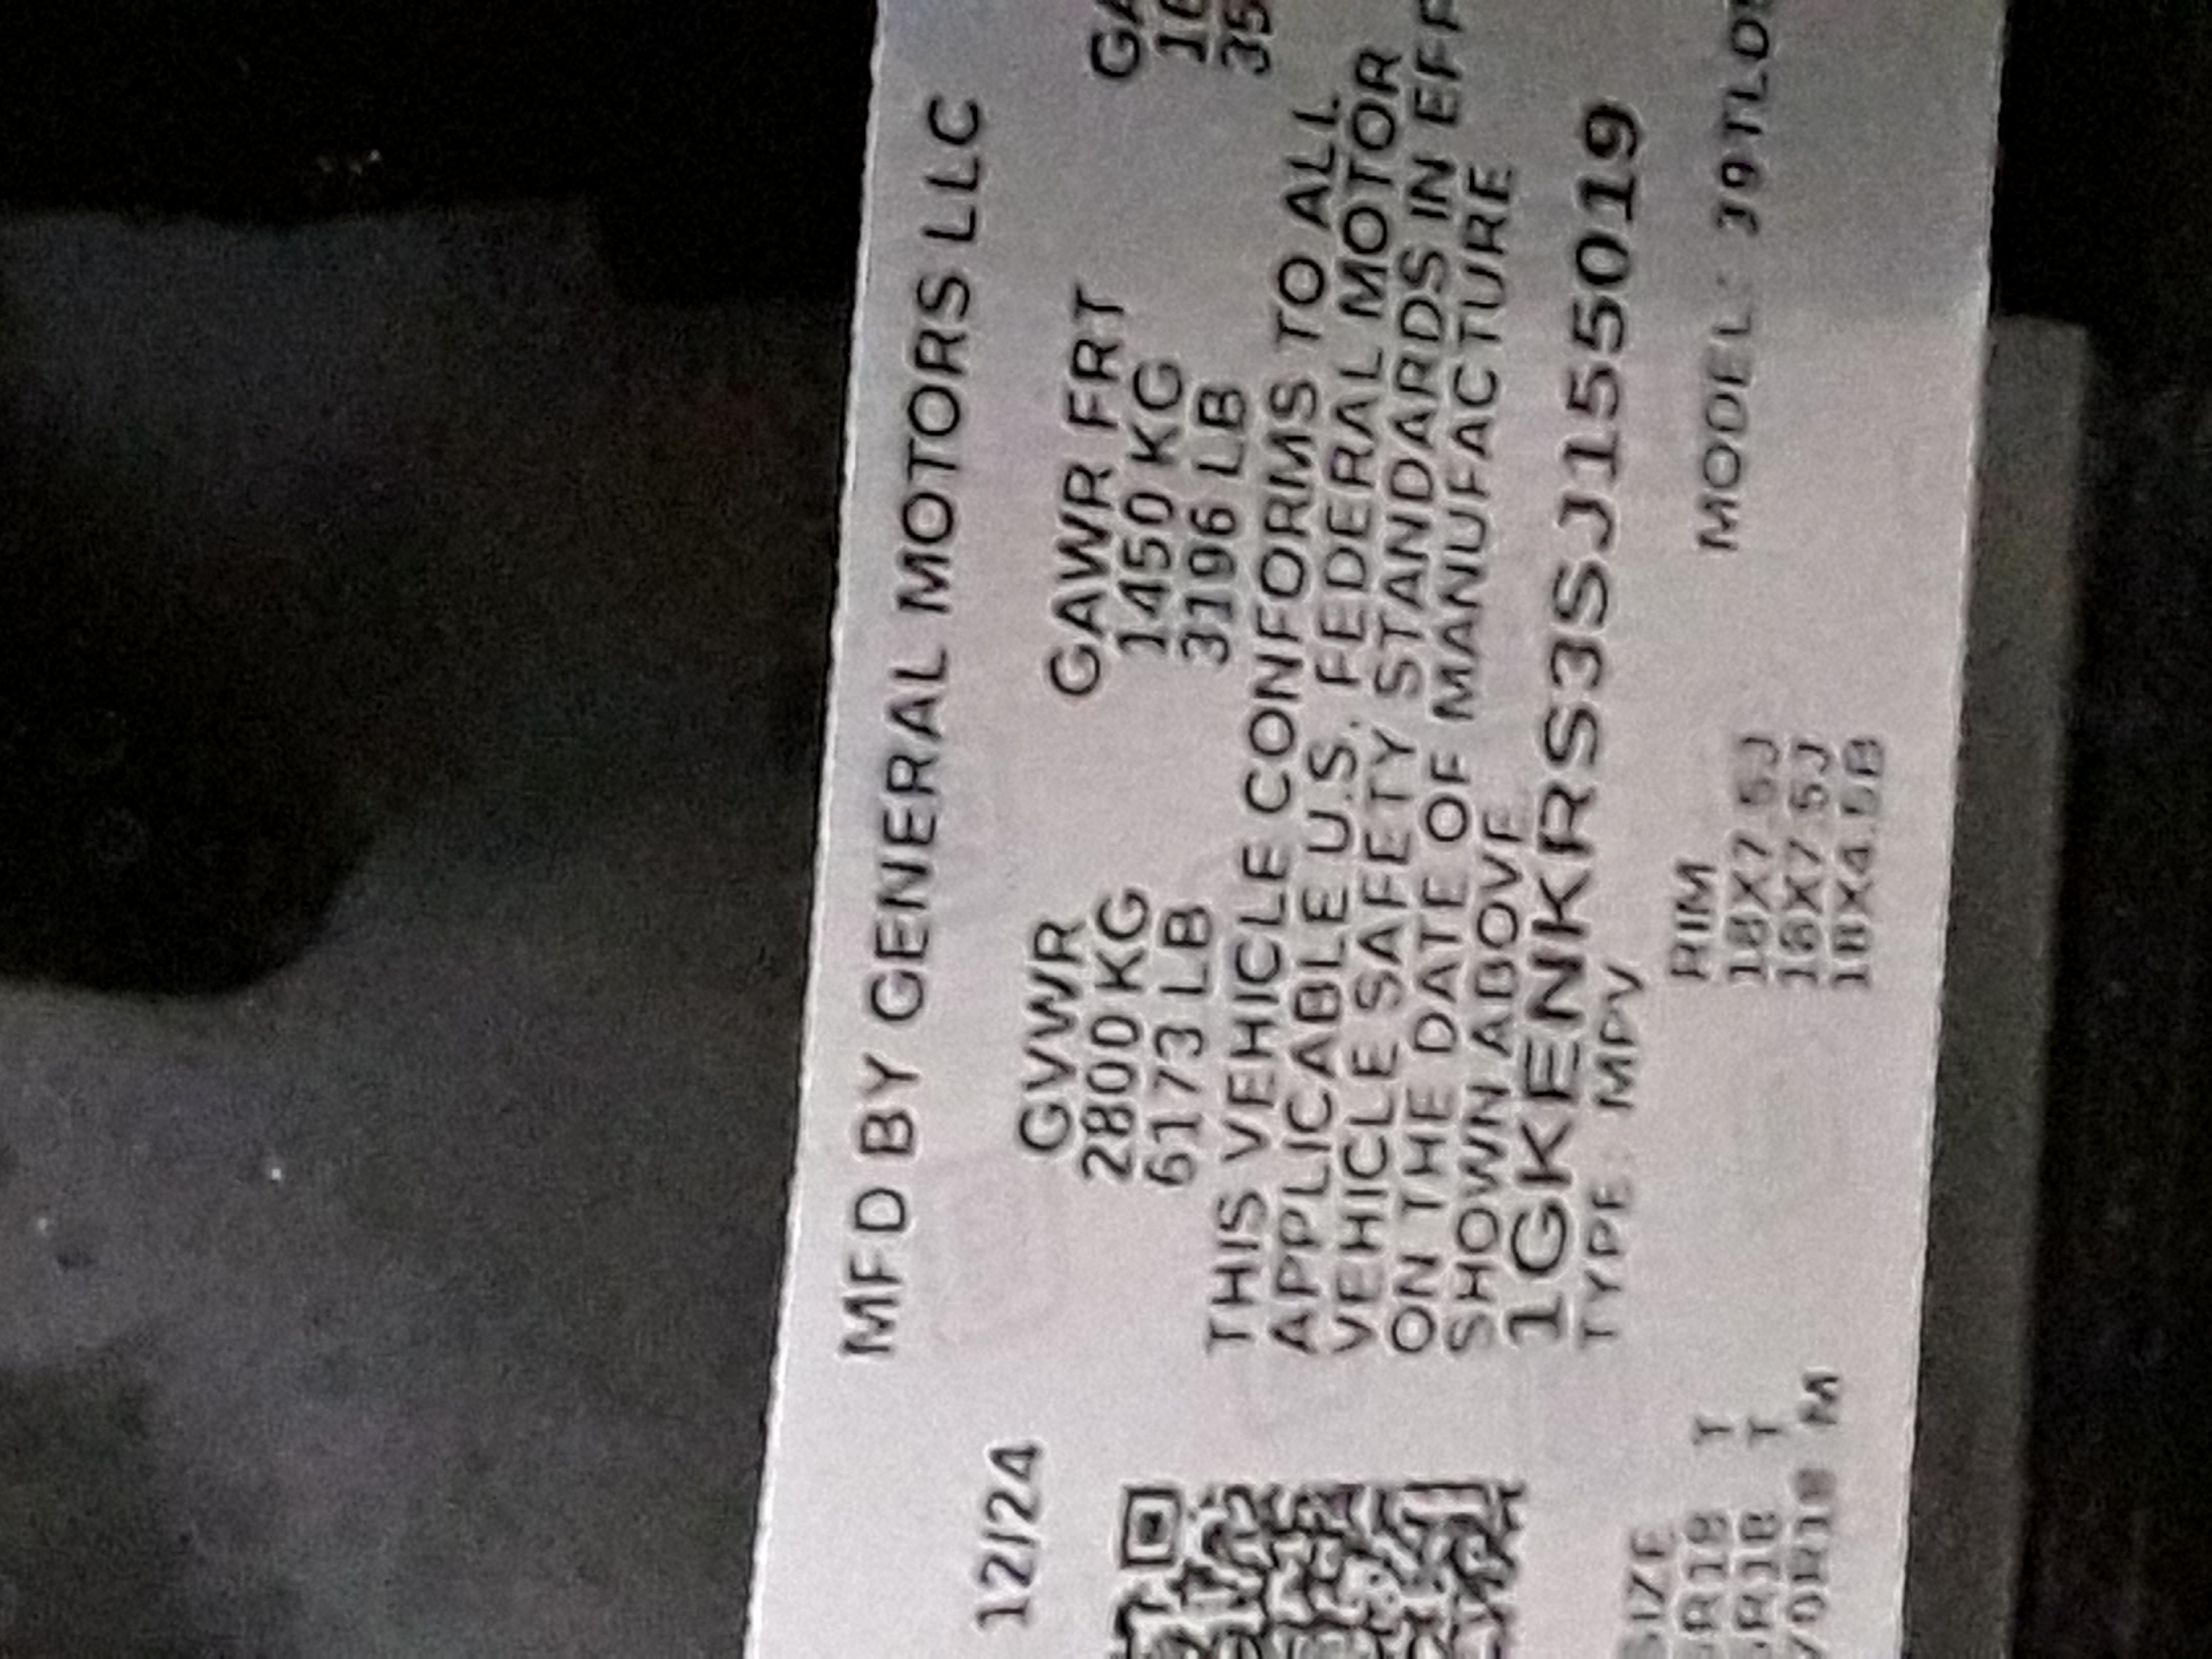 MFD BY GENERAL MOTORS LLC
12/24
GVWR GAWR FRT
2800 KG 1450 KG
6173 LB 3196 LB
THIS VEHICLE CONFORMS TO ALL
APPLICABLE U.S. FEDERAL MOTOR
VEHICLE SAFETY STANDARDS IN EFF
ON THE DATE OF MANUFACTURE
SHOWN ABOVE
1GKENKRS3SJ155019
TYPE: MPV MODEL:
SIZE RIM
T 18X7.5J
T 18X7.5J
M 18X4.5B